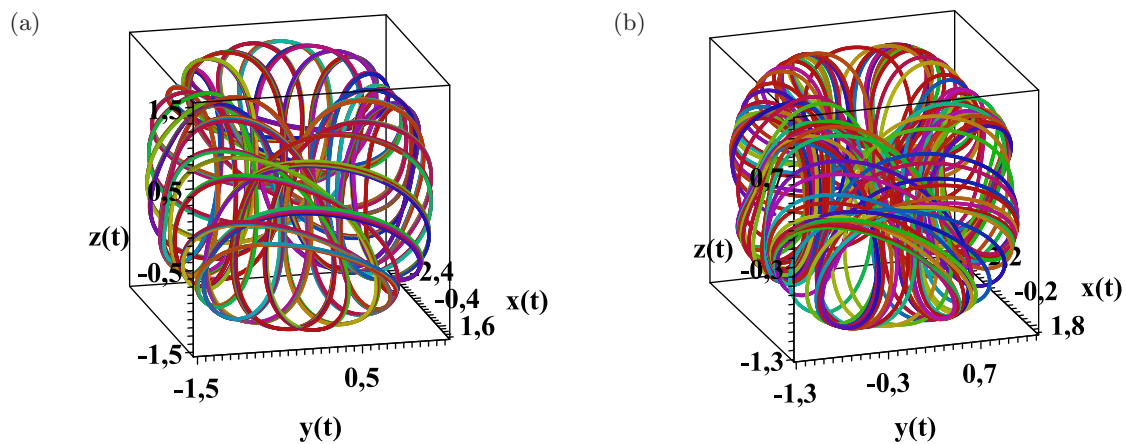 (a)
1,5
0,5
z(t)
-0,5
-1,5
-1,5
0,5
y(t)
2,4
-0,4
1,6
x(t)
(b)
0,7
z(t)
-0,3
-1,3
-1,3
-0,3
0,7
y(t)
2,2
-0,2
1,8
x(t)